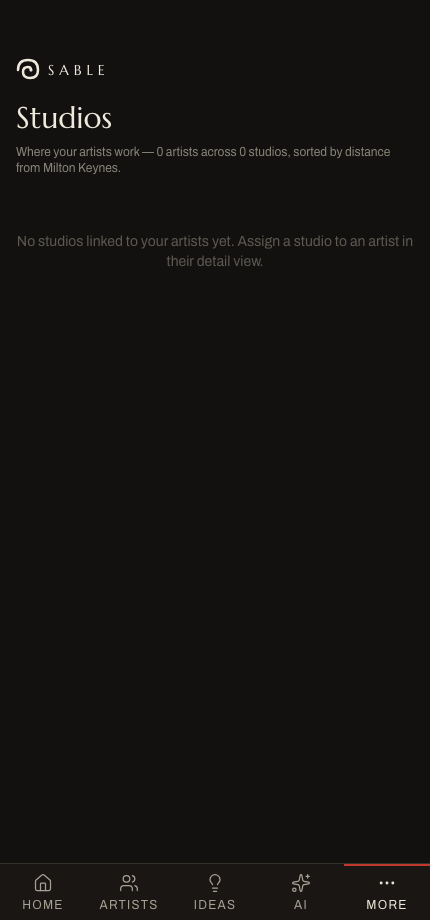 SABLE
Studios
Where your artists work — 0 artists across 0 studios, sorted by distance
from Milton Keynes.
No studios linked to your artists yet. Assign a studio to an artist in
their detail view.
HOME ARTISTS IDEAS AI MORE